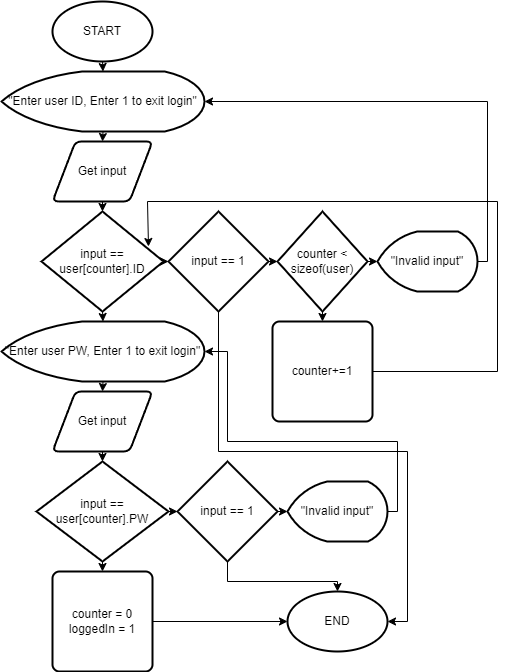 START
"Enter user ID, Enter 1 to exit login"
Get input
input ==
user[counter].ID
input == 1
counter <
sizeof(user)
"Invalid input"
counter+=1
"Enter user PW, Enter 1 to exit login"
Get input
input ==
user[counter].PW
input == 1
"Invalid input"
counter = 0
loggedIn = 1
END